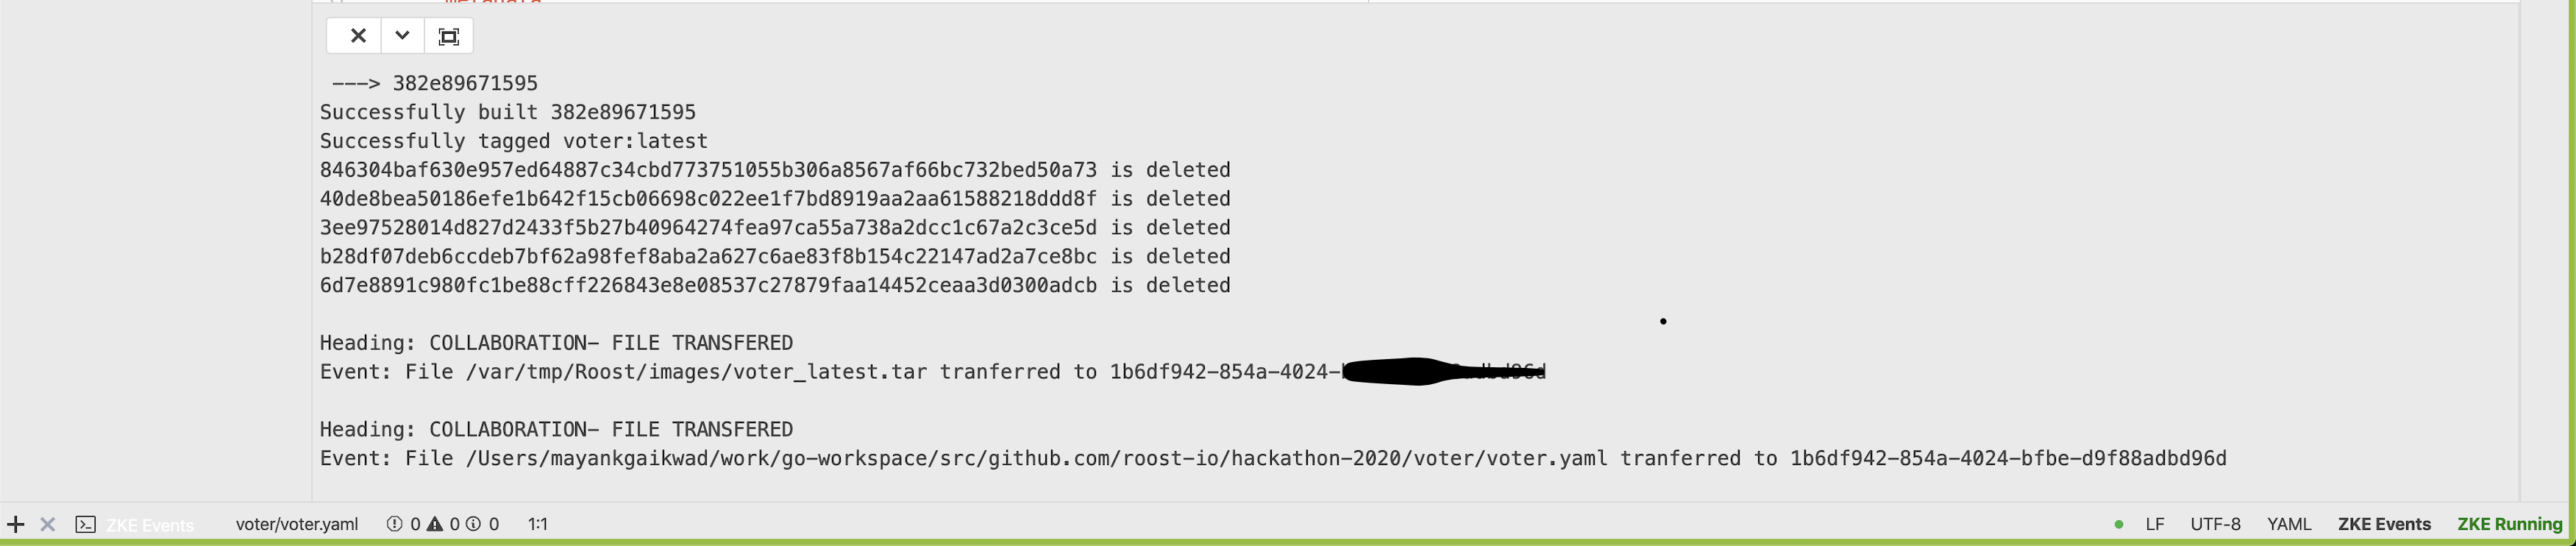 ---> 382e89671595
Successfully built 382e89671595
Successfully tagged voter:latest
846304baf630e957ed64887c34cbd773751055b306a8567af66bc732bed50a73 is deleted
40de8bea50186efe1b642f15cb06698c022ee1f7bd8919aa2aa61588218ddd8f is deleted
3ee97528014d827d2433f5b27b40964274fea97ca55a738a2dcc1c67a2c3ce5d is deleted
b28df07deb6ccdeb7bf62a98fef8aba2a627c6ae83f8b154c22147ad2a7ce8bc is deleted
6d7e8891c980fc1be88cff226843e8e08537c27879faa14452ceaa3d0300adcb is deleted
Heading: COLLABORATION- FILE TRANSFERED
Event: File /var/tmp/Roost/images/voter_latest.tar tranferred to 1b6df942-854a-4024-
Heading: COLLABORATION- FILE TRANSFERED
Event: File /Users/mayankgaikwad/work/go-workspace/src/github.com/roost-io/hackathon-2020/voter/voter.yaml tranferred to 1b6df942-854a-4024-bfbe-d9f88adbd96d
ZKE Events voter/voter.yaml 0 0 0 1:1 LF UTF-8 YAML ZKE Events ZKE Running